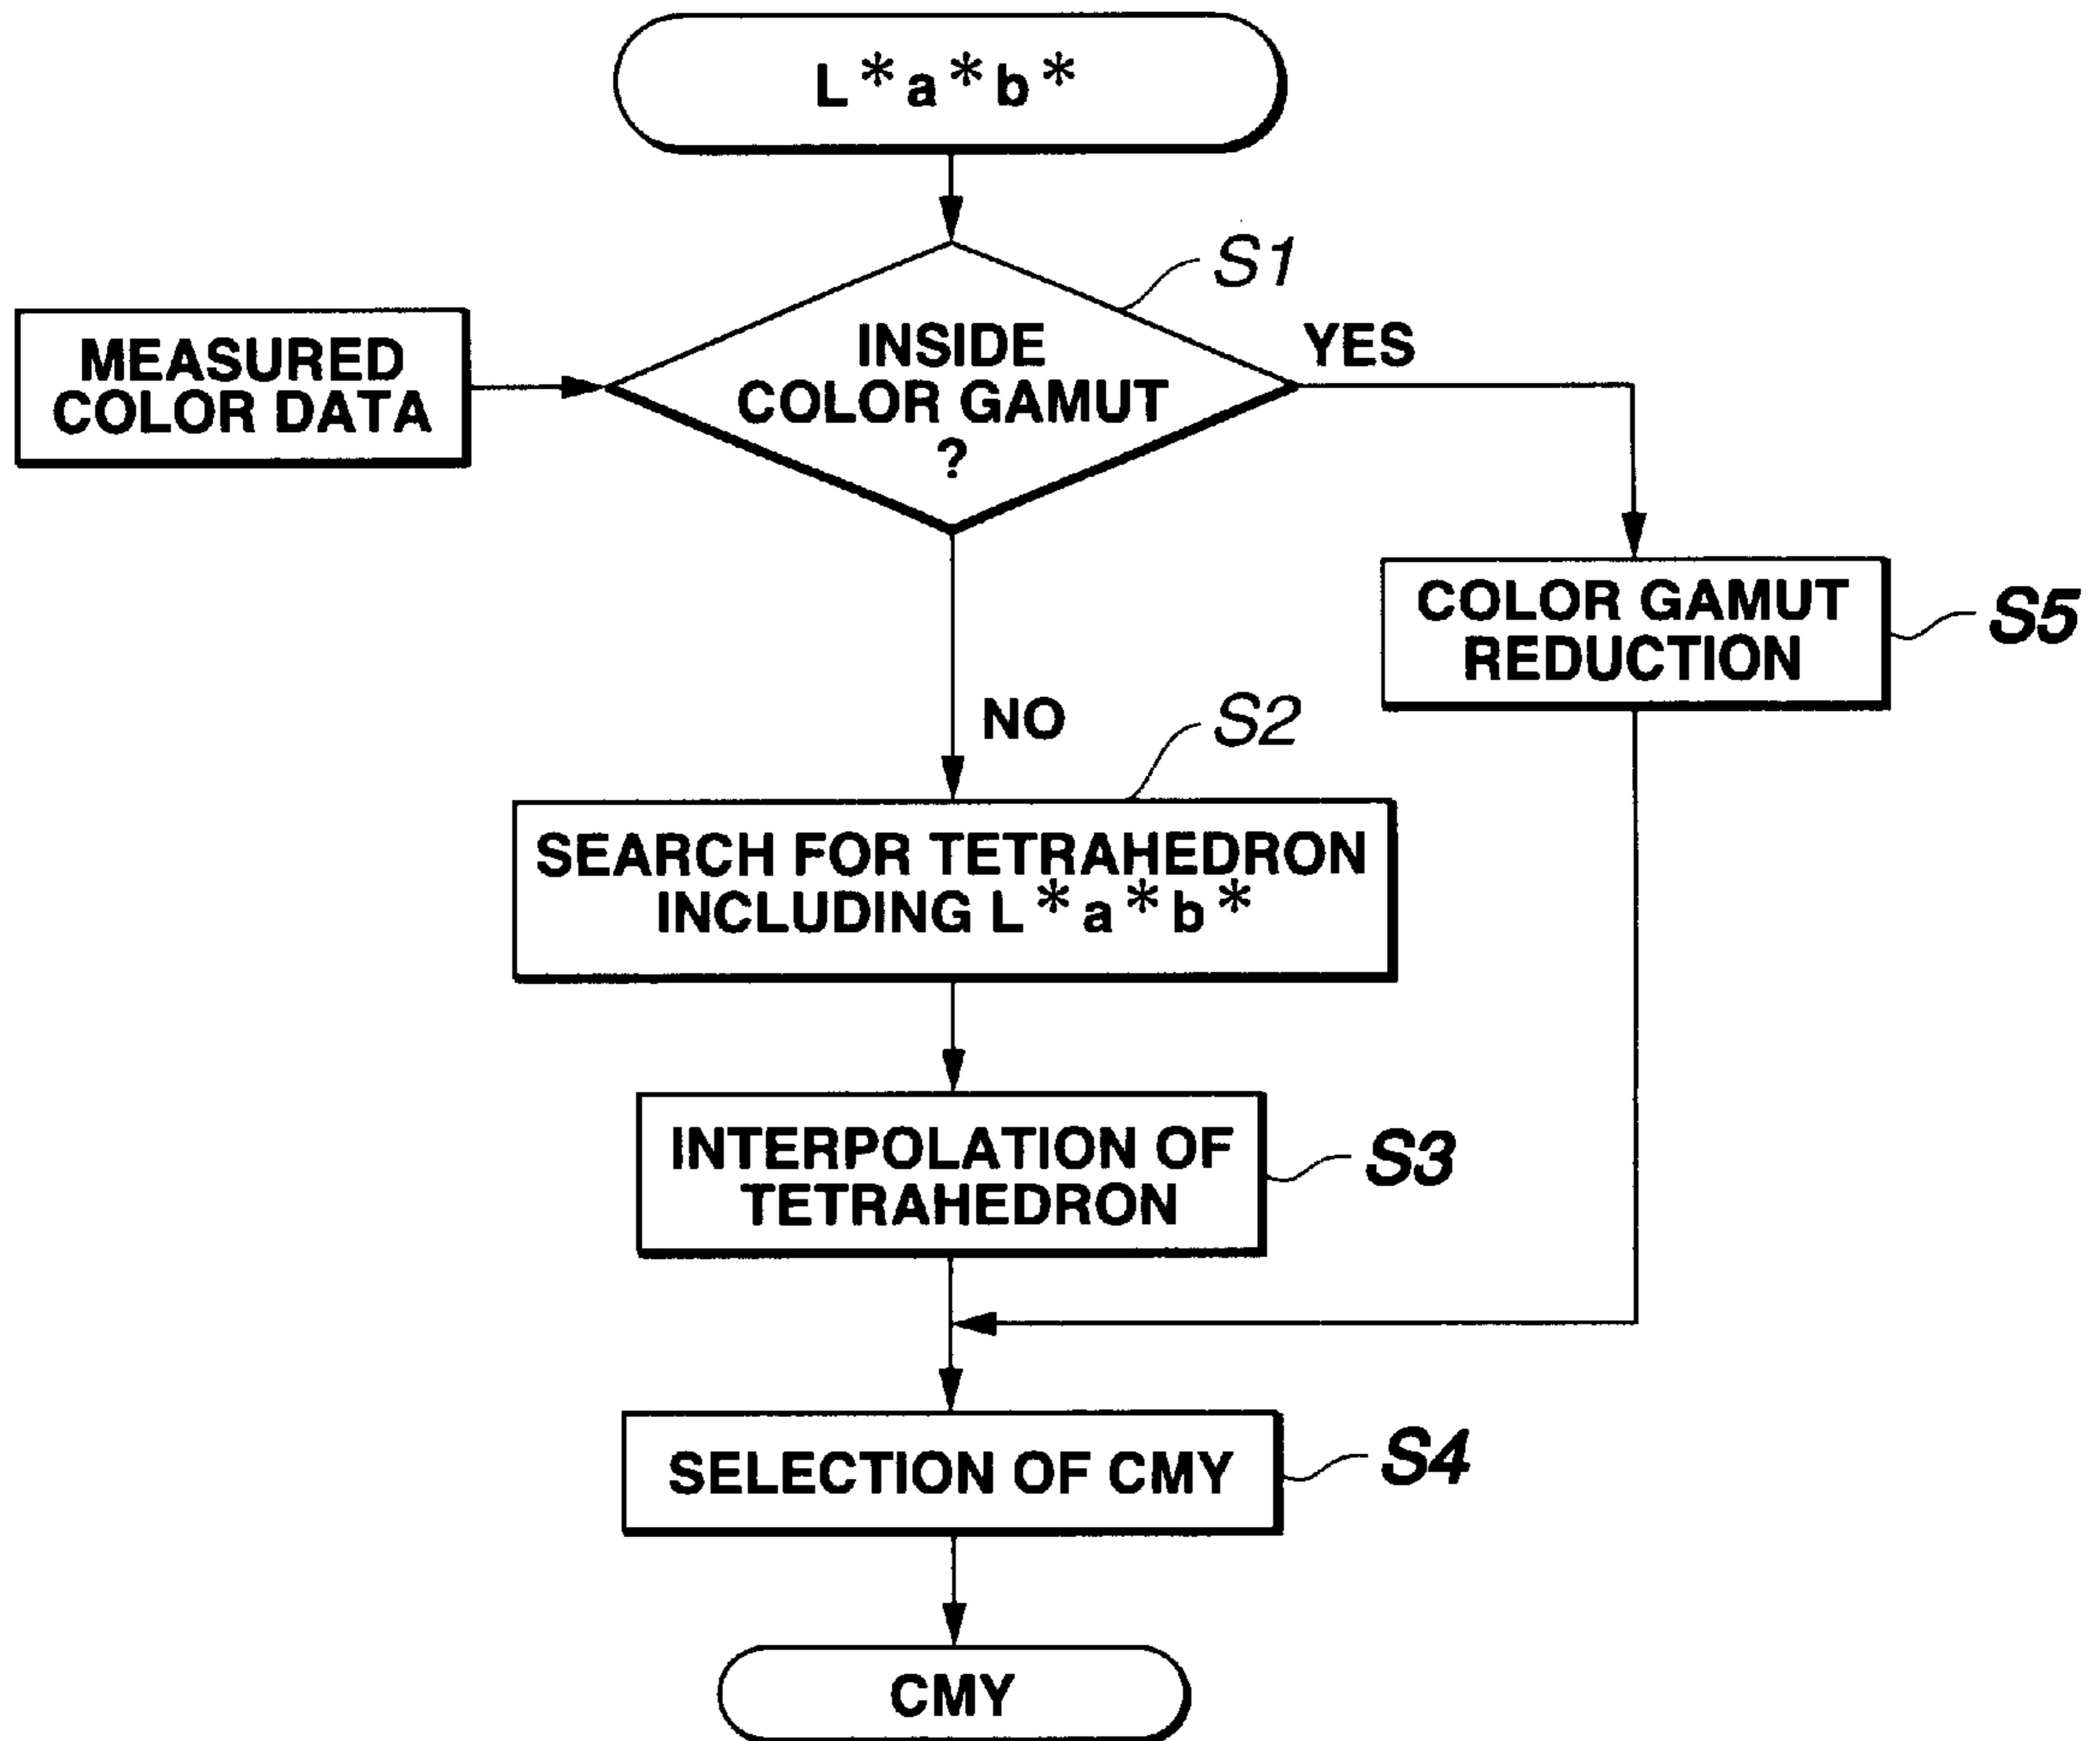 L*a*b*
S1
MEASURED
COLOR DATA
INSIDE
COLOR GAMUT
?
YES
COLOR GAMUT
REDUCTION
S5
NO
S2
SEARCH FOR TETRAHEDRON
INCLUDING L*a*b*
INTERPOLATION OF
TETRAHEDRON
S3
SELECTION OF CMY
S4
CMY